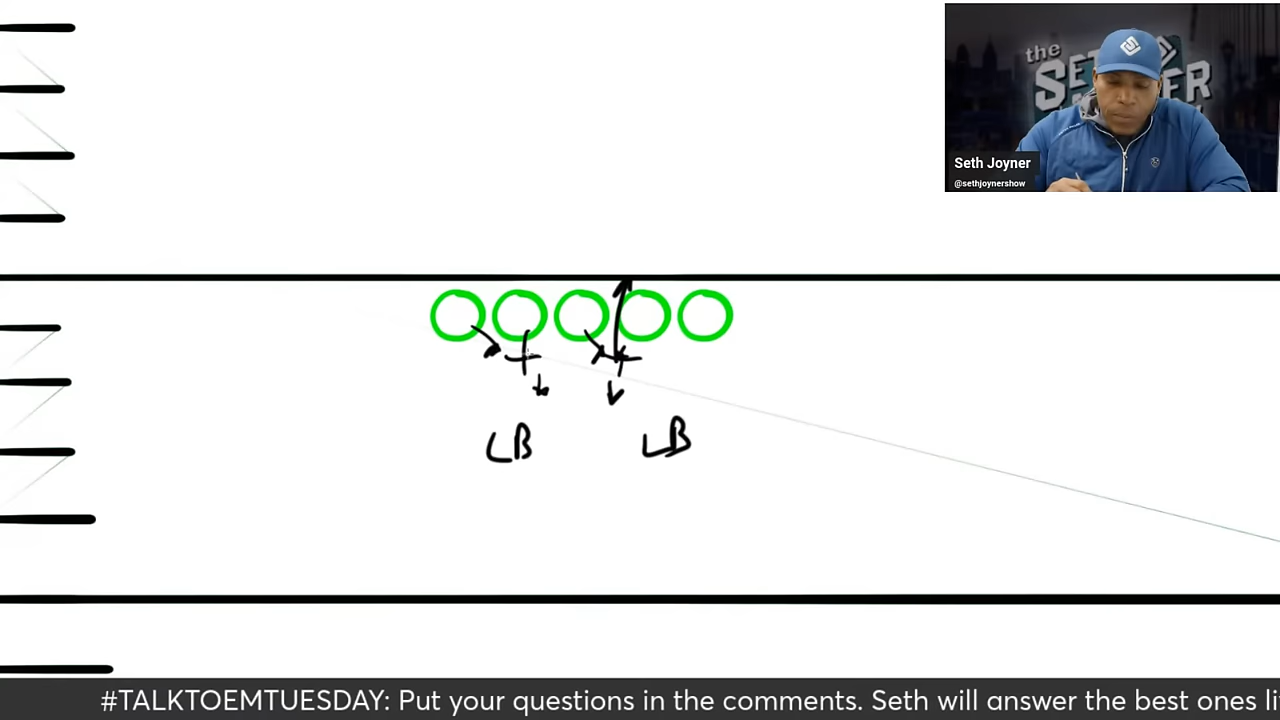 the
SETH
Seth Joyner
@sethjoynershow
LB LB
#TALKTOEMTUESDAY: Put your questions in the comments. Seth will answer the best ones li